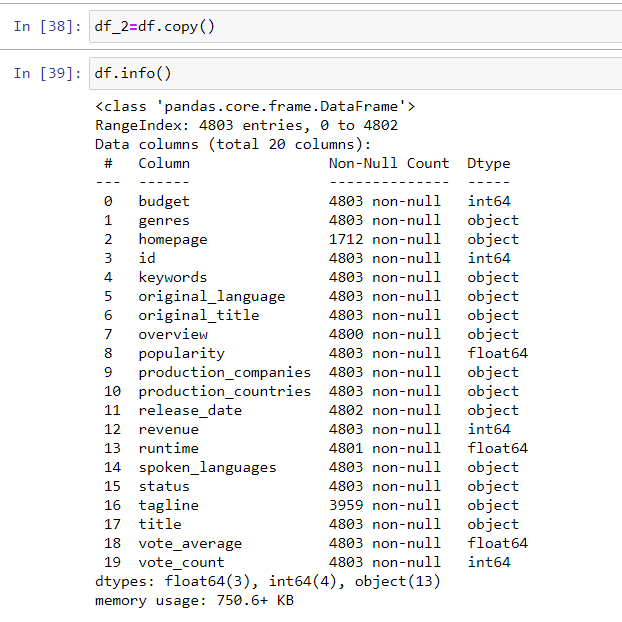 In [38]: df_2=df.copy()
In [39]: df.info()
<class 'pandas.core.frame.DataFrame'>
RangeIndex: 4803 entries, 0 to 4802
Data columns (total 20 columns):
 #   Column                Non-Null Count  Dtype
---  ------                --------------  -----
 0   budget                4803 non-null   int64
 1   genres                4803 non-null   object
 2   homepage              1712 non-null   object
 3   id                    4803 non-null   int64
 4   keywords              4803 non-null   object
 5   original_language     4803 non-null   object
 6   original_title        4803 non-null   object
 7   overview              4800 non-null   object
 8   popularity            4803 non-null   float64
 9   production_companies  4803 non-null   object
 10  production_countries  4803 non-null   object
 11  release_date          4802 non-null   object
 12  revenue               4803 non-null   int64
 13  runtime               4801 non-null   float64
 14  spoken_languages      4803 non-null   object
 15  status                4803 non-null   object
 16  tagline               3959 non-null   object
 17  title                 4803 non-null   object
 18  vote_average          4803 non-null   float64
 19  vote_count            4803 non-null   int64
dtypes: float64(3), int64(4), object(13)
memory usage: 750.6+ KB